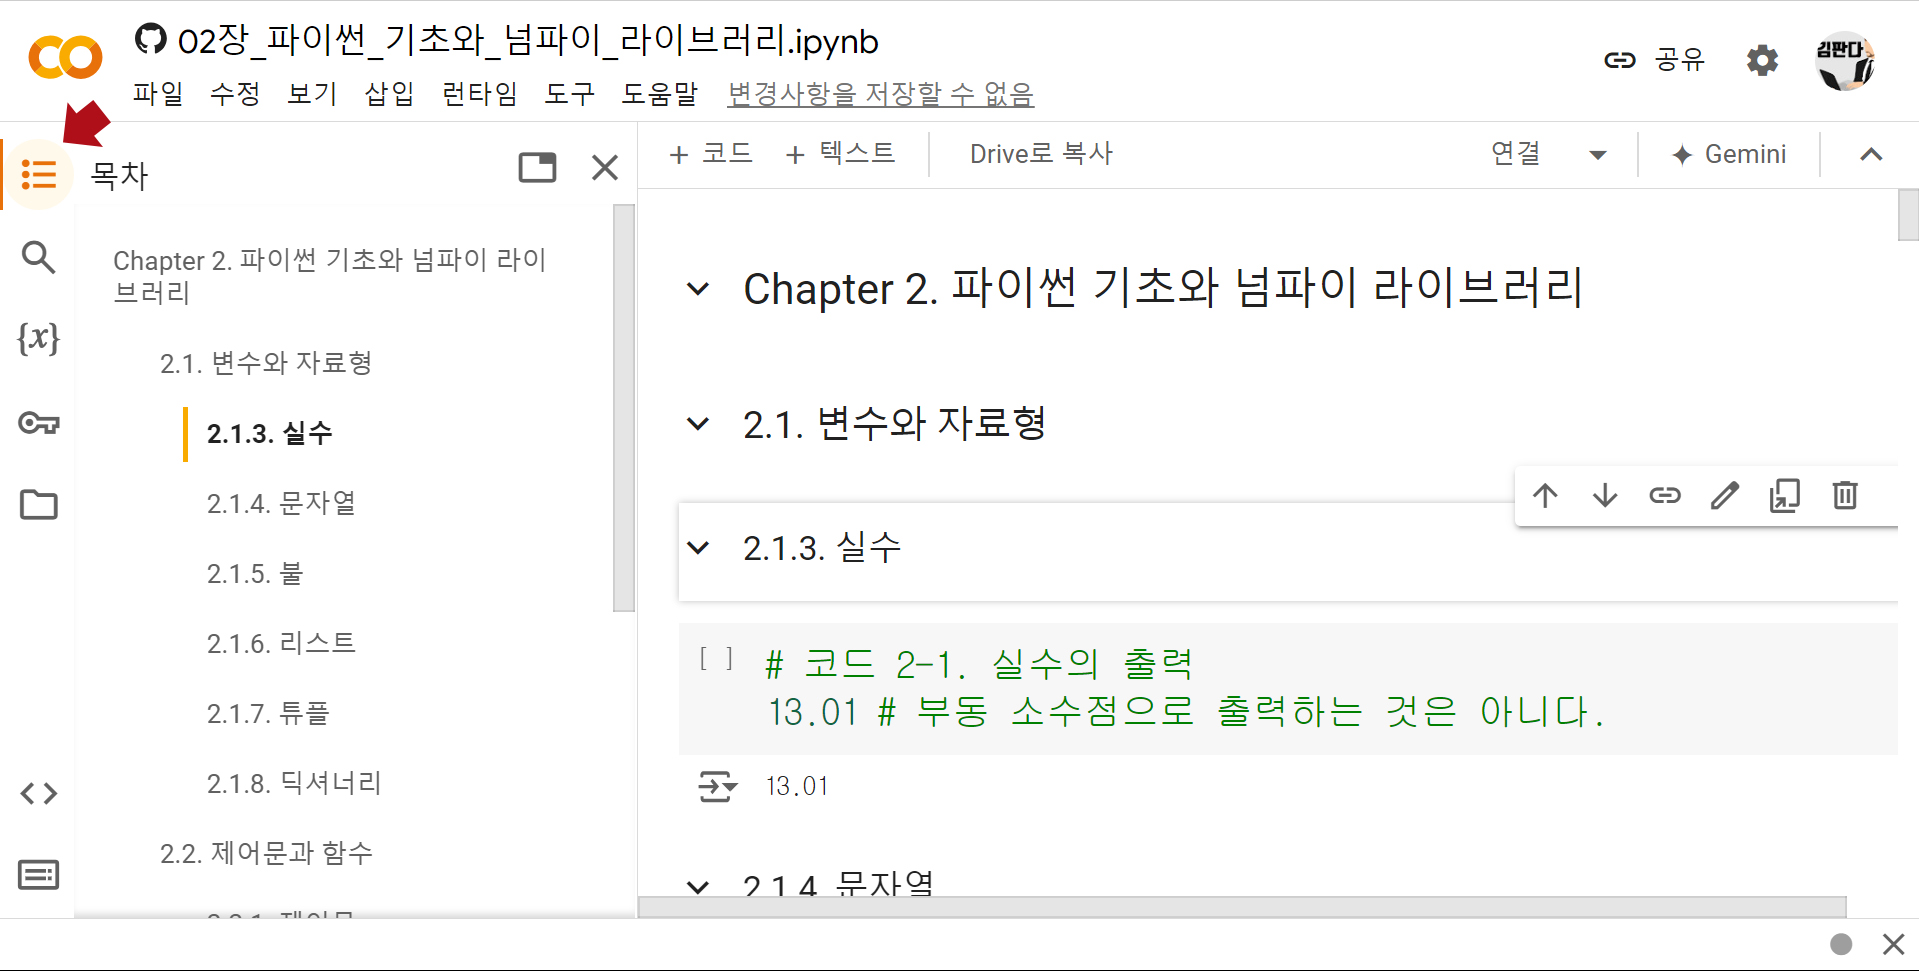 02장_파이썬_기초와_넘파이_라이브러리.ipynb
파일 수정 보기 삽입 런타임 도구 도움말 변경사항을 저장할 수 없음
공유
김판다
목차
+ 코드 + 텍스트 Drive로 복사 연결 Gemini
Chapter 2. 파이썬 기초와 넘파이 라이
브러리
2.1. 변수와 자료형
2.1.3. 실수
2.1.4. 문자열
2.1.5. 불
2.1.6. 리스트
2.1.7. 튜플
2.1.8. 딕셔너리
2.2. 제어문과 함수
2.2.1. 제어문
Chapter 2. 파이썬 기초와 넘파이 라이브러리
2.1. 변수와 자료형
2.1.3. 실수
[ ] # 코드 2-1. 실수의 출력
13.01 # 부동 소수점으로 출력하는 것은 아니다.
13.01
2.1.4. 문자열